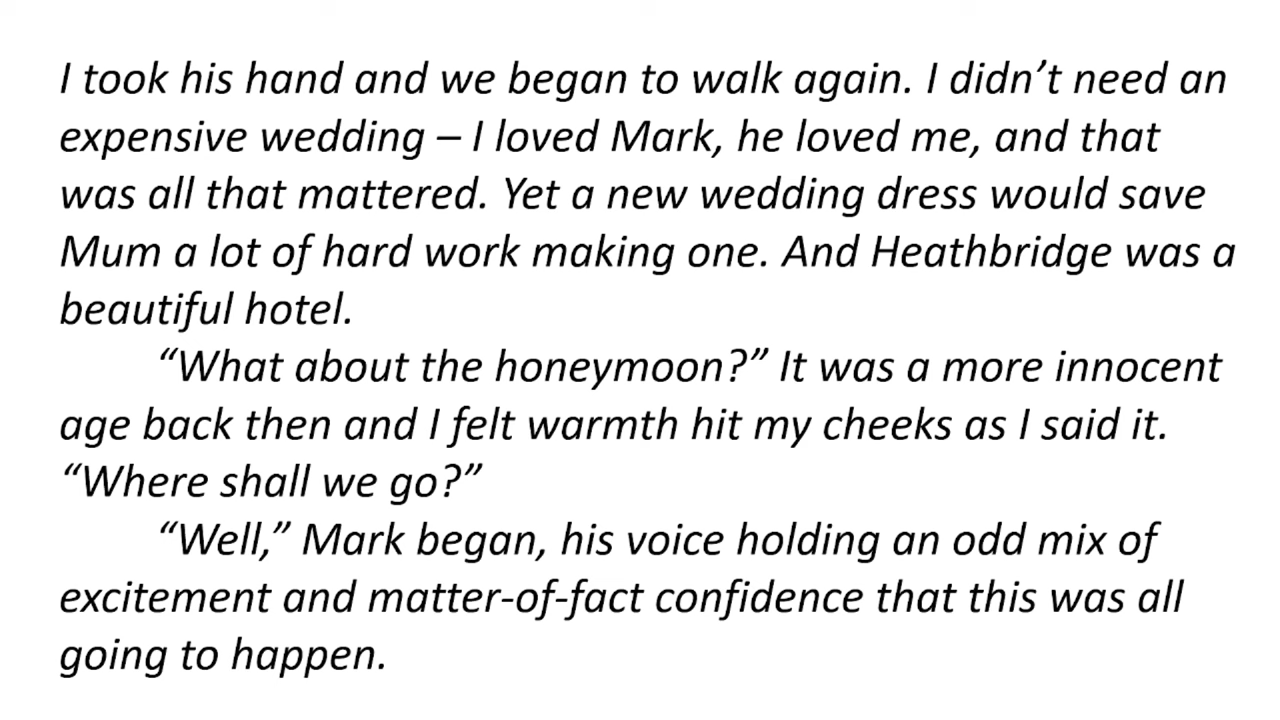 I took his hand and we began to walk again. I didn’t need an
expensive wedding – I loved Mark, he loved me, and that
was all that mattered. Yet a new wedding dress would save
Mum a lot of hard work making one. And Heathbridge was a
beautiful hotel.
“What about the honeymoon?” It was a more innocent
age back then and I felt warmth hit my cheeks as I said it.
“Where shall we go?”
“Well,” Mark began, his voice holding an odd mix of
excitement and matter-of-fact confidence that this was all
going to happen.